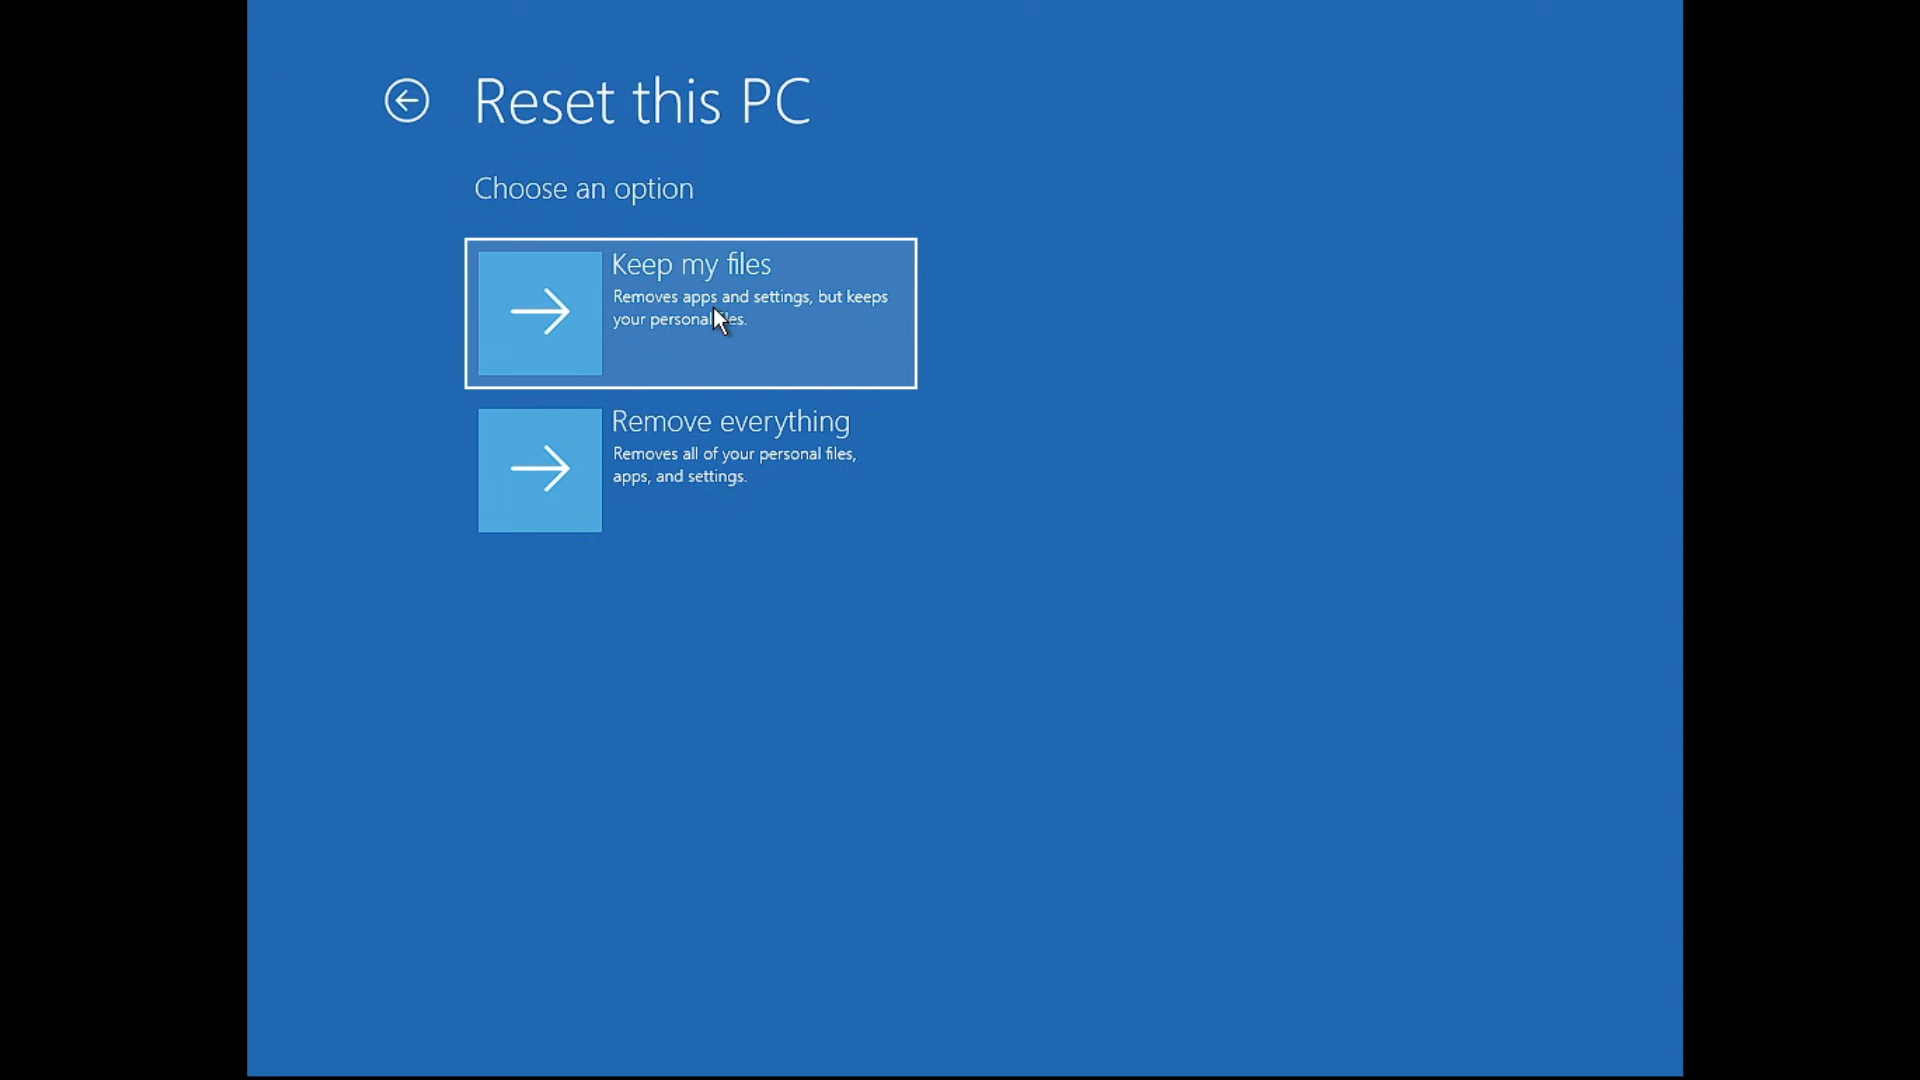 Reset this PC
Choose an option
Keep my files
Removes apps and settings, but keeps
your personal files.
Remove everything
Removes all of your personal files,
apps, and settings.